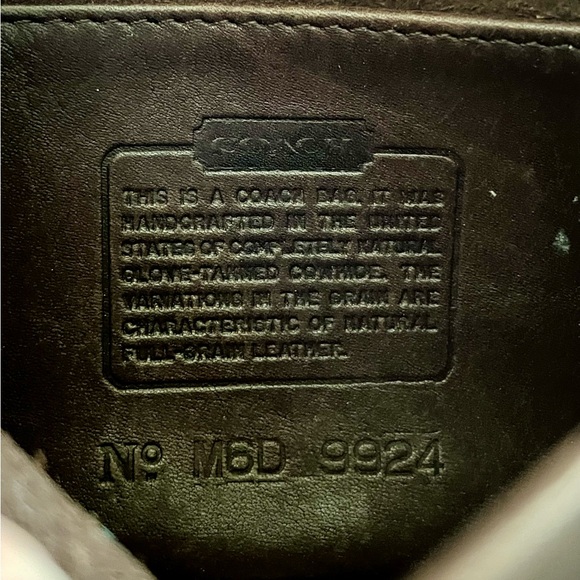 COACH
THIS IS A COACH BAG. IT WAS
HANDCRAFTED IN THE UNITED
STATES OF COMPLETELY NATURAL
GLOVE-TANNED COWHIDE. THE
VARIATIONS IN THE GRAIN ARE
CHARACTERISTIC OF NATURAL
FULL-GRAIN LEATHER.
Nº M6D 9924